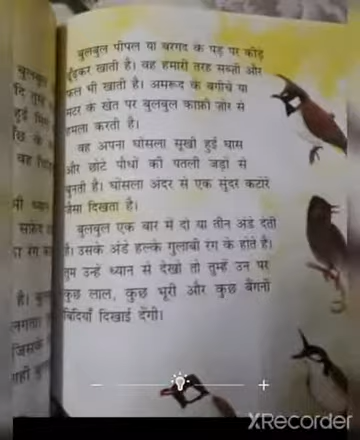 बुलबुल पीपल या बरगद के पेड़ पर कीड़े
ढूँढ़कर खाती है। वह हमारी तरह सब्ज़ी और
फल भी खाती है। अमरूद के बगीचे या
मटर के खेत पर बुलबुल काफ़ी ज़ोर से
हमला करती है।
वह अपना घोंसला सूखी हुई घास
और छोटे पौधों की पतली जड़ों से
बुनती है। घोंसला अंदर से एक सुंदर कटोरे
जैसा दिखता है।
बुलबुल एक बार में दो या तीन अंडे देती
है। उसके अंडे हल्के गुलाबी रंग के होते हैं।
तुम उन्हें ध्यान से देखो तो तुम्हें उन पर
कुछ लाल, कुछ भूरी और कुछ बैंगनी
बिंदियाँ दिखाई देंगी।
XRecorder